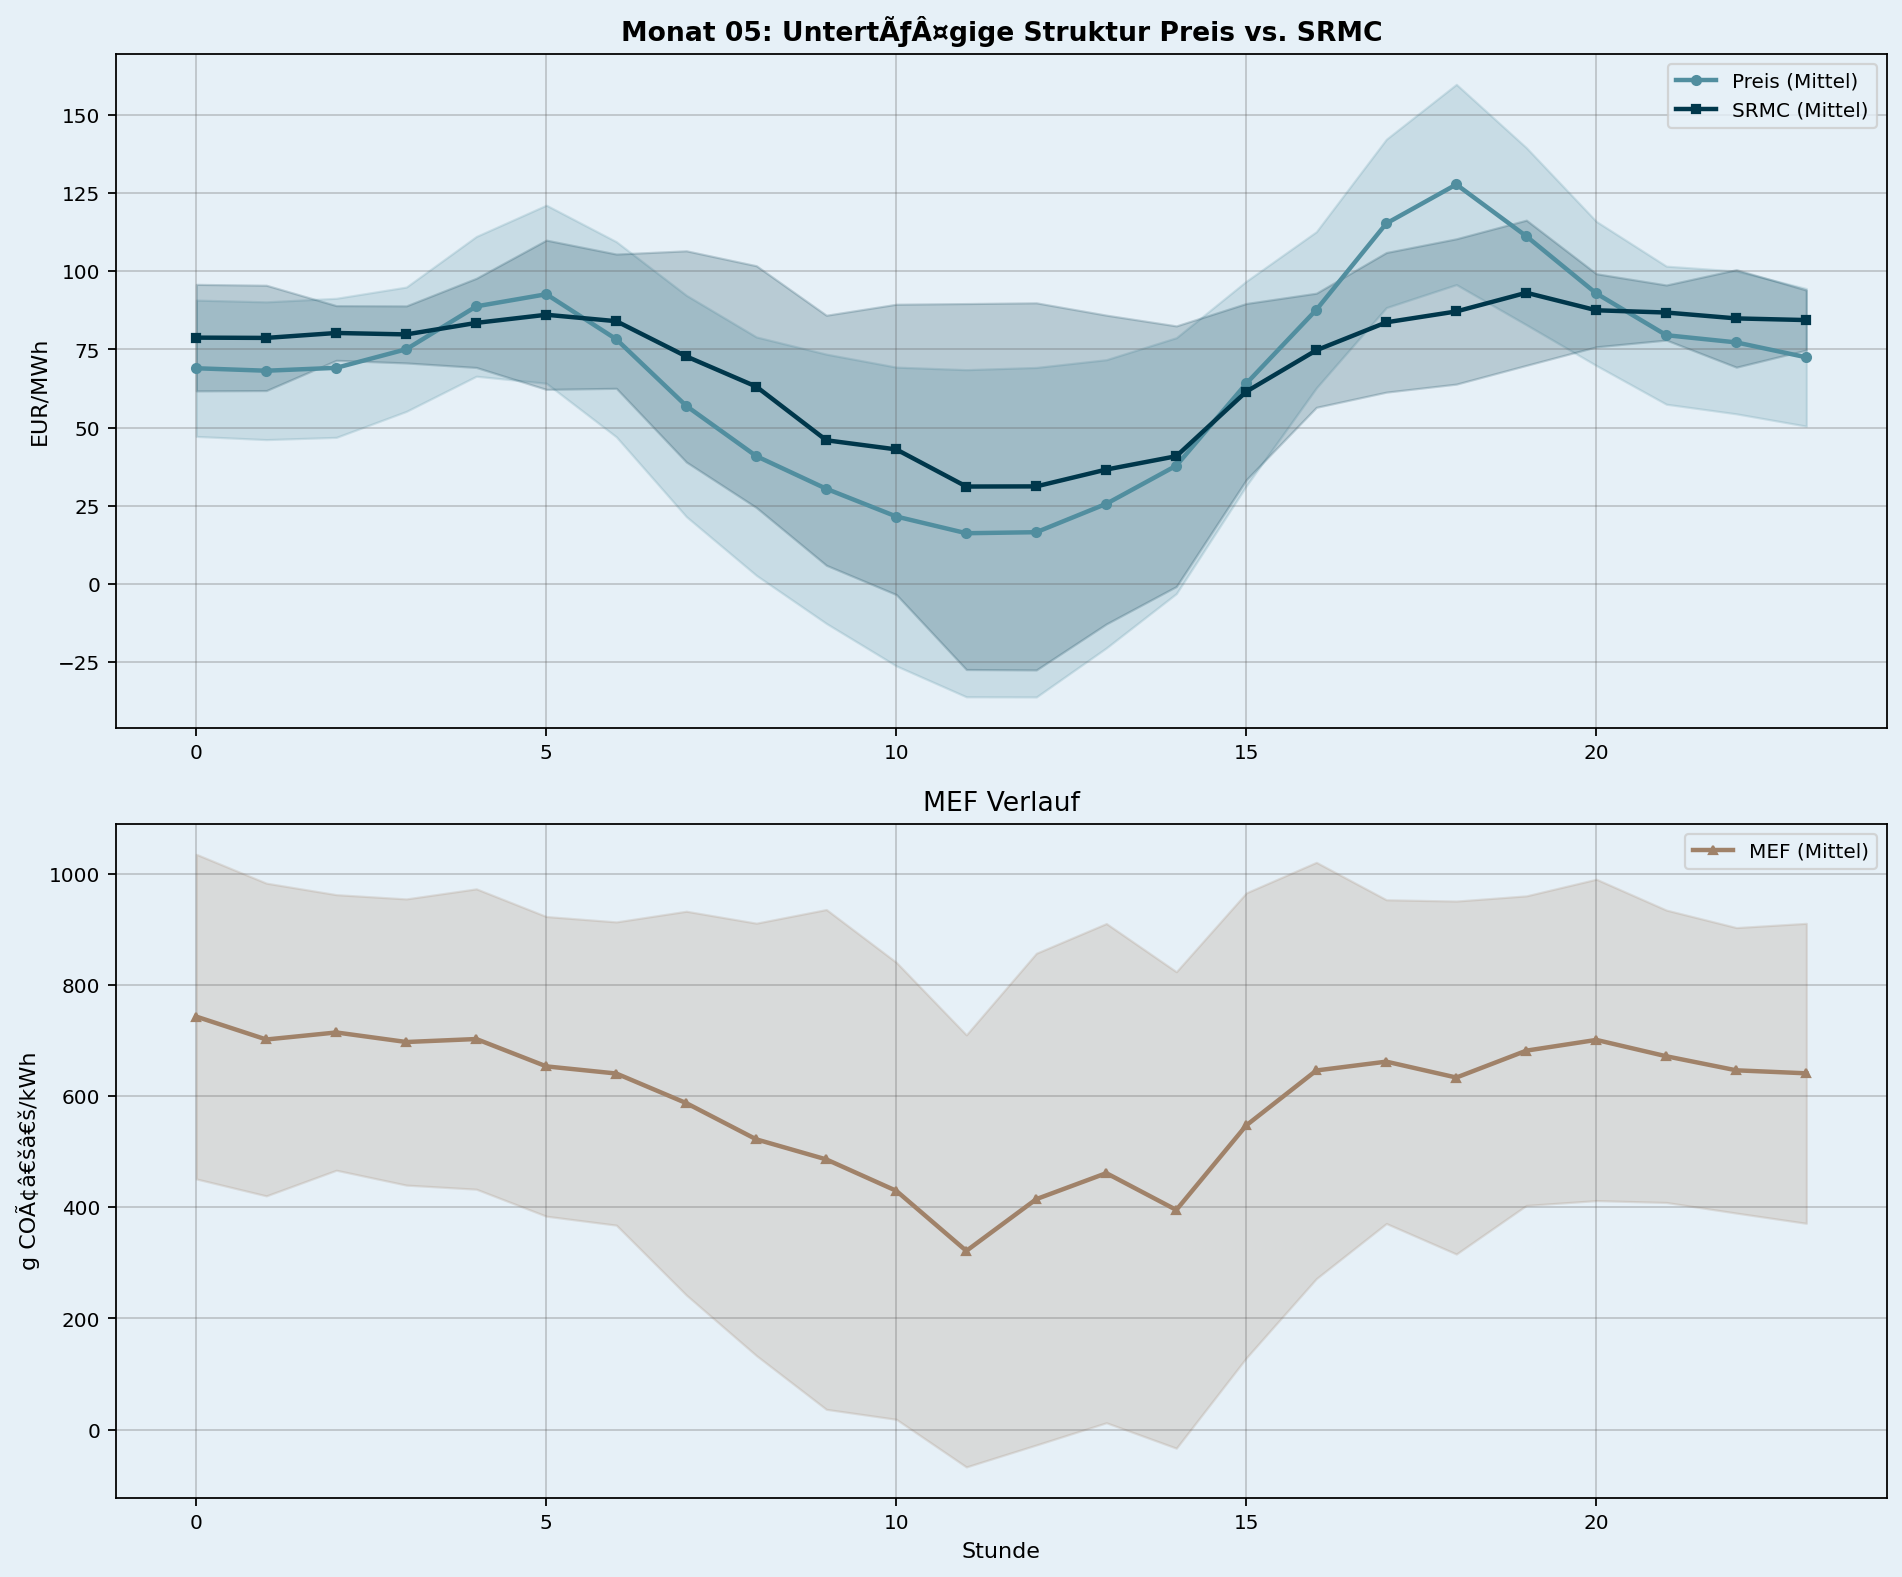 Monat 05: UntertÃƒÂ¤gige Struktur Preis vs. SRMC
Preis (Mittel)
SRMC (Mittel)
EUR/MWh
150
125
100
75
50
25
0
−25
0 5 10 15 20
MEF Verlauf
MEF (Mittel)
g COÃ¢â€šâ€š/kWh
1000
800
600
400
200
0
0 5 10 15 20
Stunde